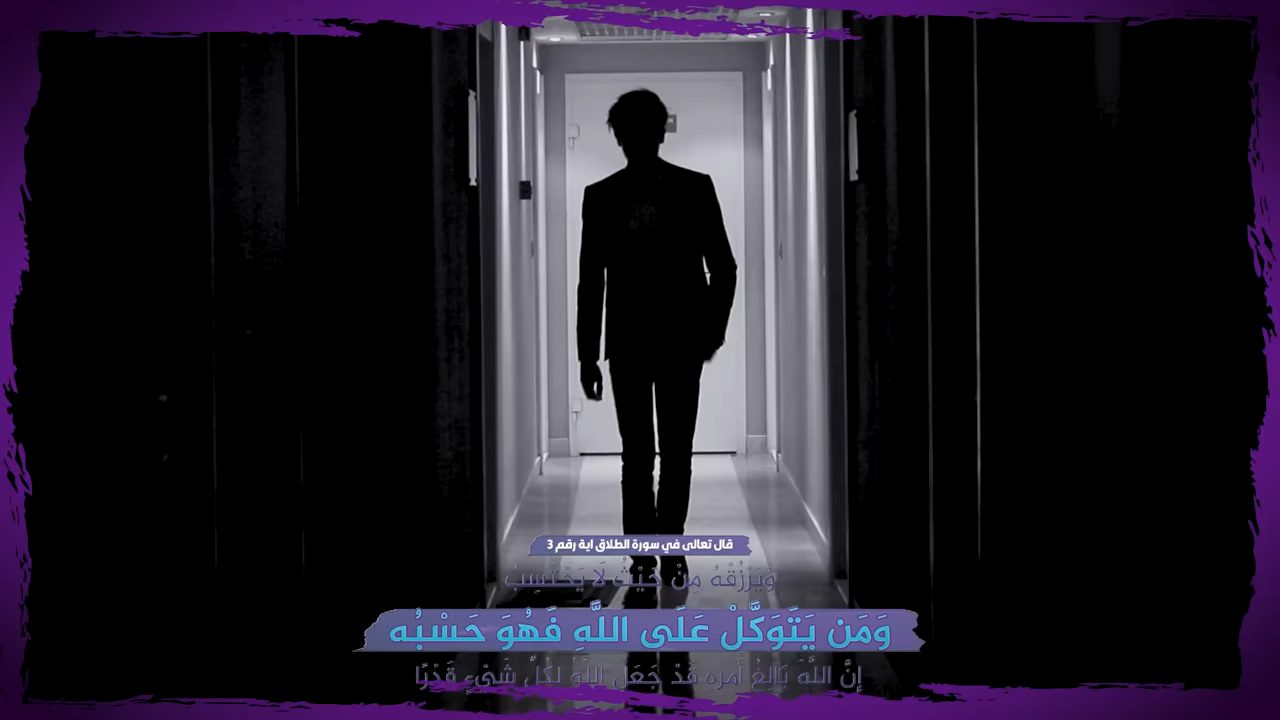 قال تعالى في سورة الطلاق اية رقم 3
وَيَرْزُقْهُ مِنْ حَيْثُ لَا يَحْتَسِبُ
وَمَن يَتَوَكَّلْ عَلَى اللَّهِ فَهُوَ حَسْبُه
إِنَّ اللَّهَ بَالِغُ أَمْرِهِ قَدْ جَعَلَ اللَّهُ لِكُلِّ شَيْءٍ قَدْرًا